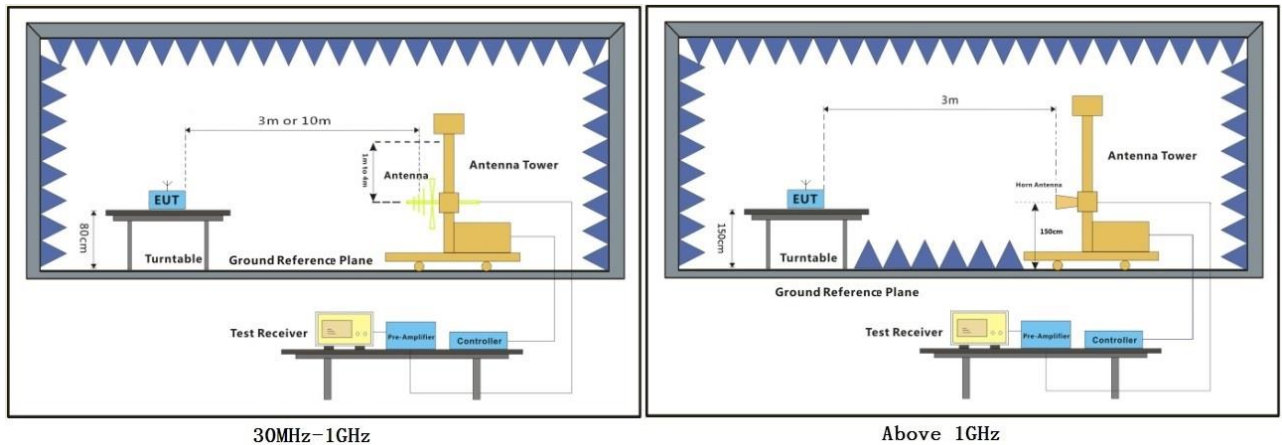 3m or 10m
1m to 4m
Antenna
Antenna Tower
EUT
80cm
Turntable
Ground Reference Plane
Test Receiver
Pre-Amplifier
Controller
30MHz-1GHz
3m
Antenna Tower
Horn Antenna
EUT
150cm
150cm
Turntable
Ground Reference Plane
Test Receiver
Pre-Amplifier
Controller
Above 1GHz